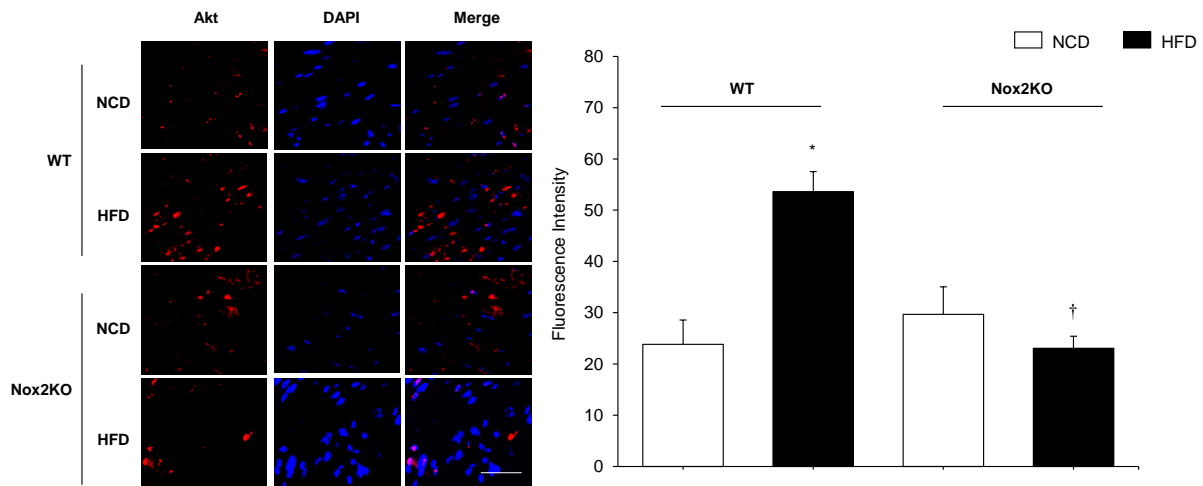 Akt DAPI Merge
WT
NCD
HFD
Nox2KO
NCD
HFD
NCD HFD
Fluorescence Intensity
80
70
60
50
40
30
20
10
0
WT Nox2KO
*
†